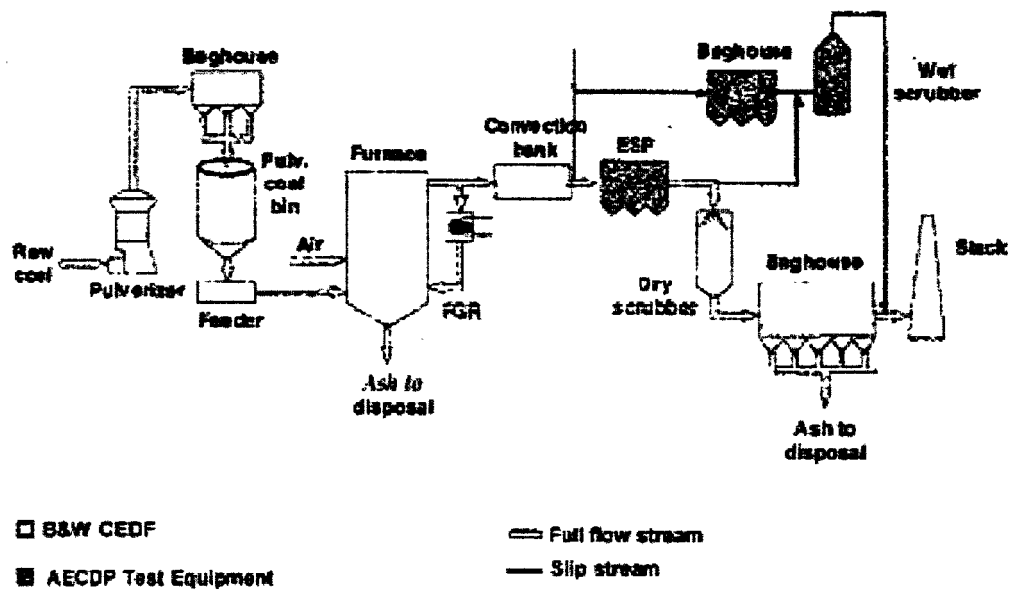 Baghouse
Baghouse
Wet
scrubber
Convection
bank
ESP
Furnace
Pulv.
coal
bin
Air
Raw
coal
Pulverizer
Feeder
FGR
Dry
scrubber
Baghouse
Stack
Ash to
disposal
Ash to
disposal
B&W CEDF
Full flow stream
AECDP Test Equipment
Slip stream